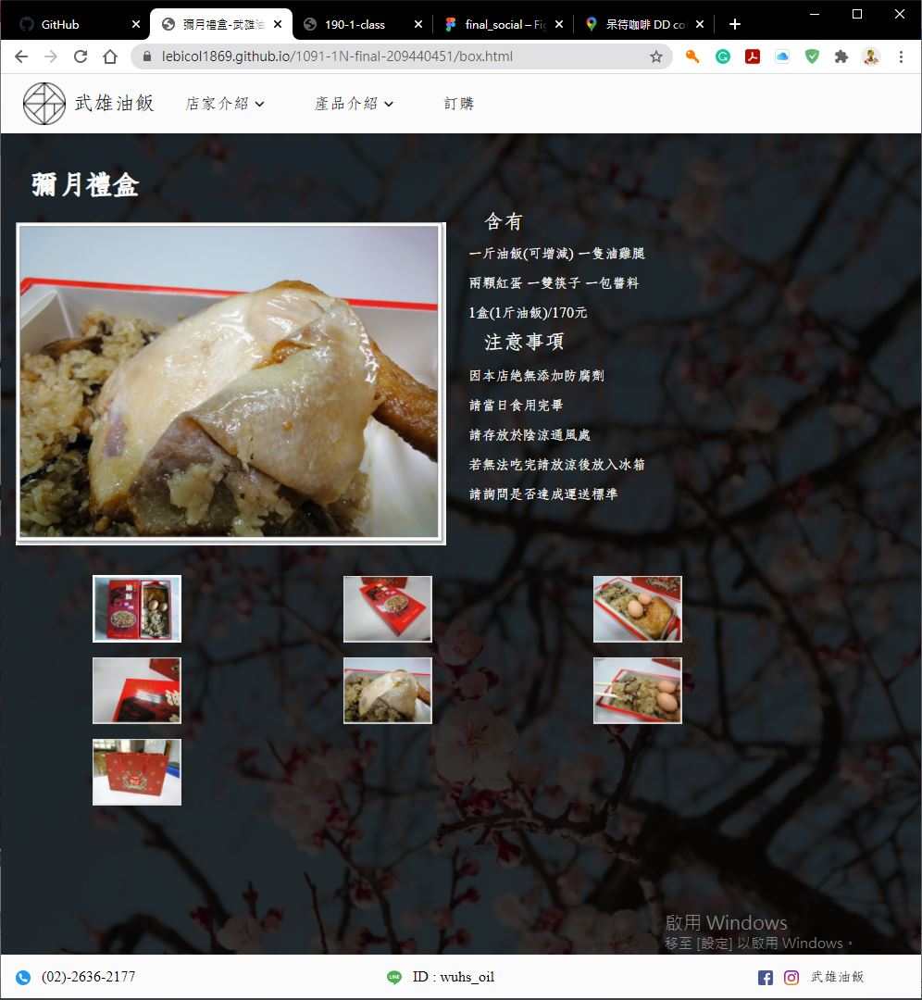 GitHub
彌月禮盒-武雄油
190-1-class
final_social – Fig
呆待咖啡 DD co
lebicol1869.github.io/1091-1N-final-209440451/box.html
武雄油飯
店家介紹
產品介紹
訂購
彌月禮盒
含有
一斤油飯(可增減) 一隻滷雞腿
兩顆紅蛋 一雙筷子 一包醬料
1盒(1斤油飯)/170元
注意事項
因本店絕無添加防腐劑
請當日食用完畢
請存放於陰涼通風處
若無法吃完請放涼後放入冰箱
請詢問是否達成運送標準
啟用 Windows
移至 [設定] 以啟用 Windows。
(02)-2636-2177
LINE
ID : wuhs_oil
武雄油飯